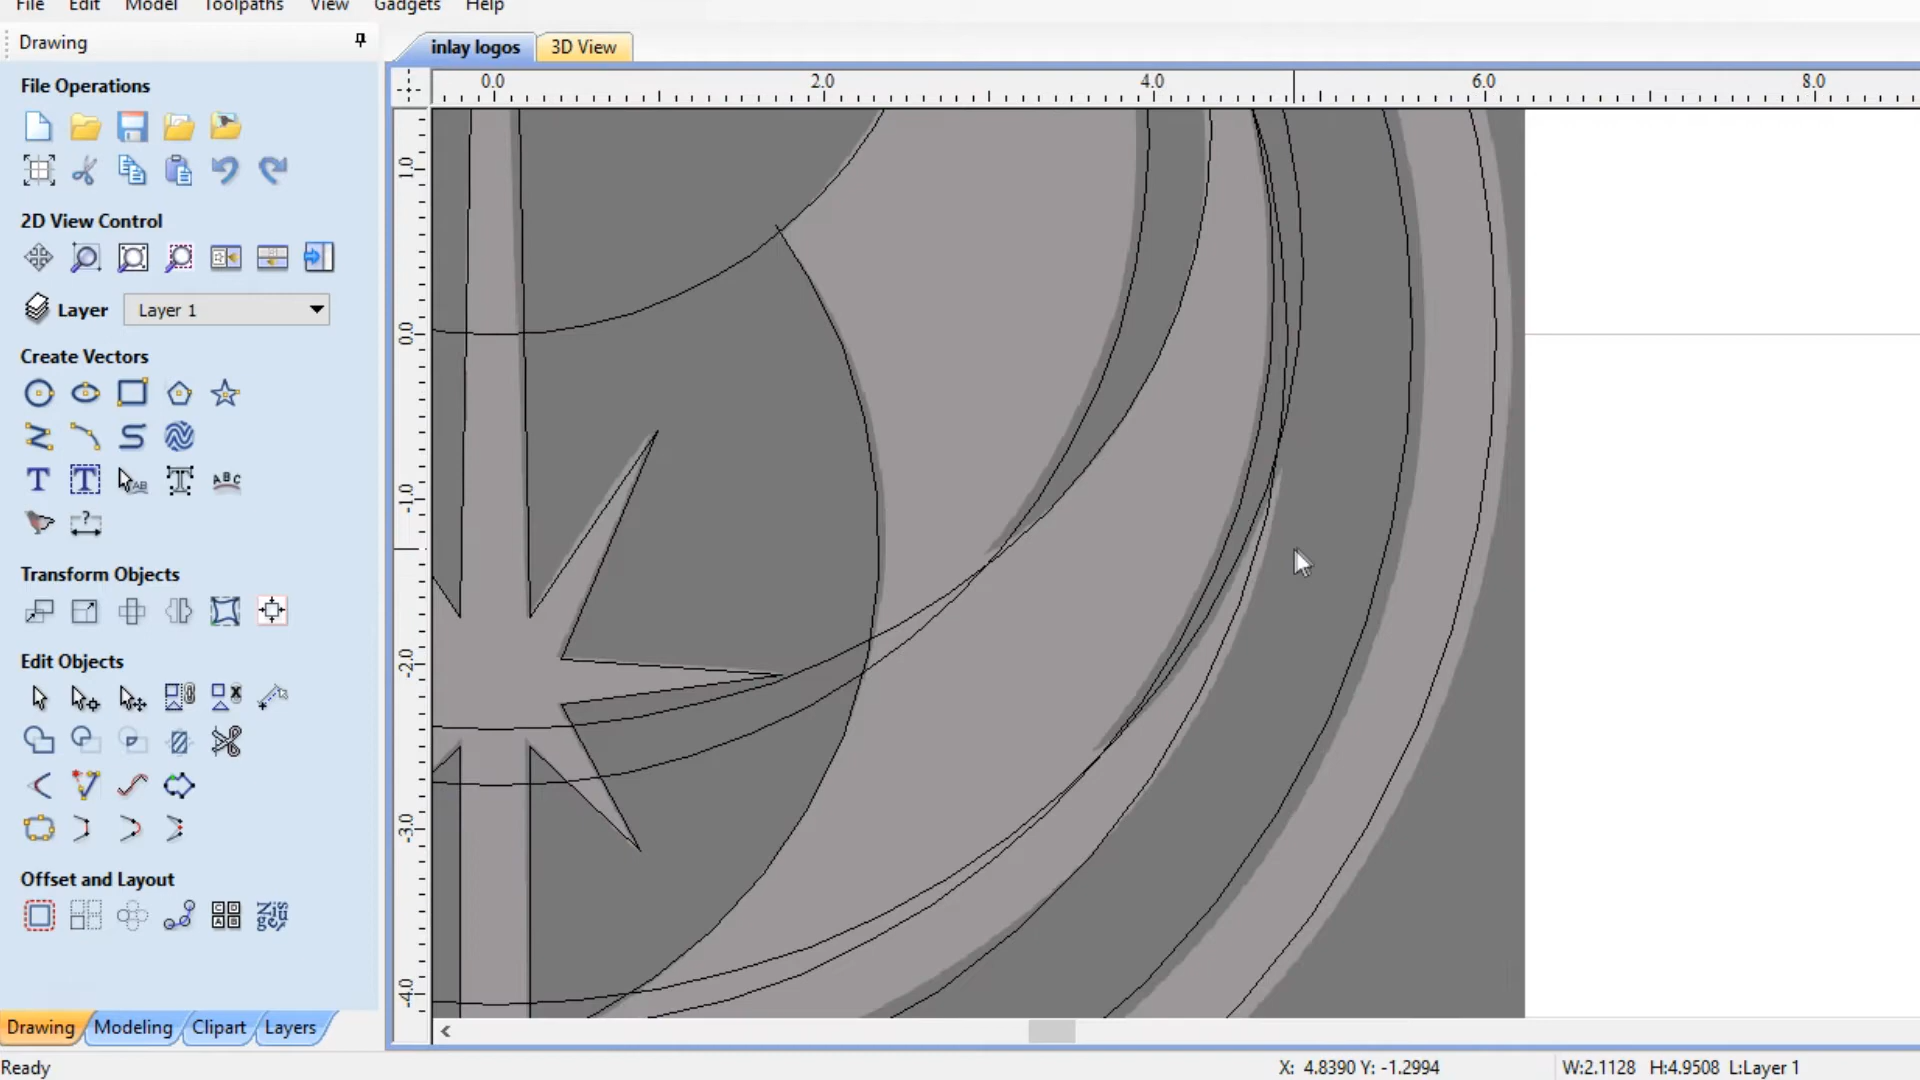 File Edit Model Toolpaths View Gadgets Help
Drawing
inlay logos 3D View
File Operations
2D View Control
Layer Layer 1
Create Vectors
Transform Objects
Edit Objects
Offset and Layout
Drawing Modeling Clipart Layers
0.0 2.0 4.0 6.0 8.0
1.0
0.0
-1.0
-2.0
-3.0
-4.0
Ready X: 4.8390 Y: -1.2994 W:2.1128 H:4.9508 L:Layer 1